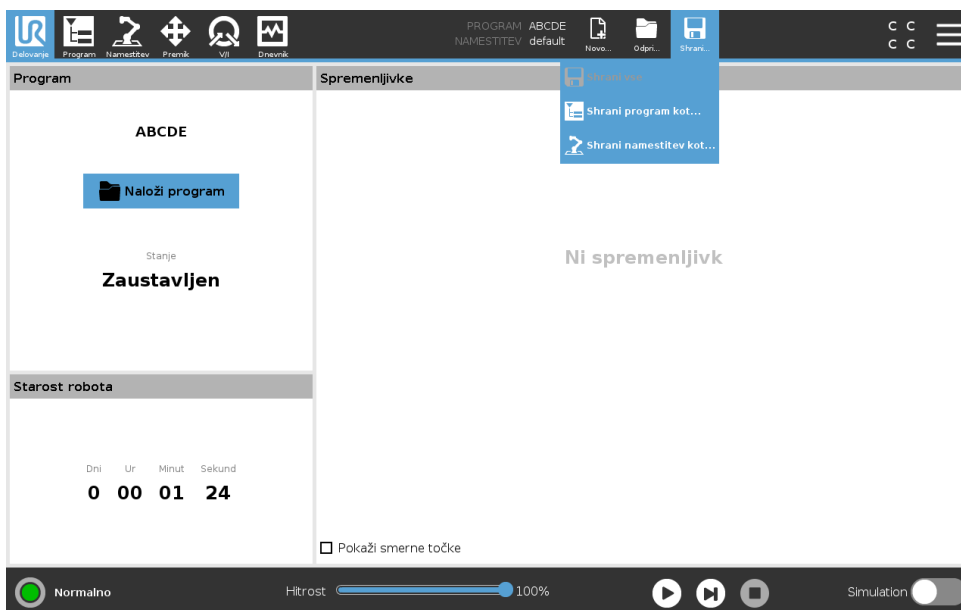 Delovanje
Program
Namestitev
Premik
V/I
Dnevnik
PROGRAM ABCDE
NAMESTITEV default
Novo...
Odpri...
Shrani...
C C
C C
Program
Spremenljivke
Shrani vse
Shrani program kot...
Shrani namestitev kot...
ABCDE
Naloži program
Stanje
Zaustavljen
Ni spremenljivk
Starost robota
Dni Ur Minut Sekund
0 00 01 24
Pokaži smerne točke
Normalno
Hitrost 100%
Simulation